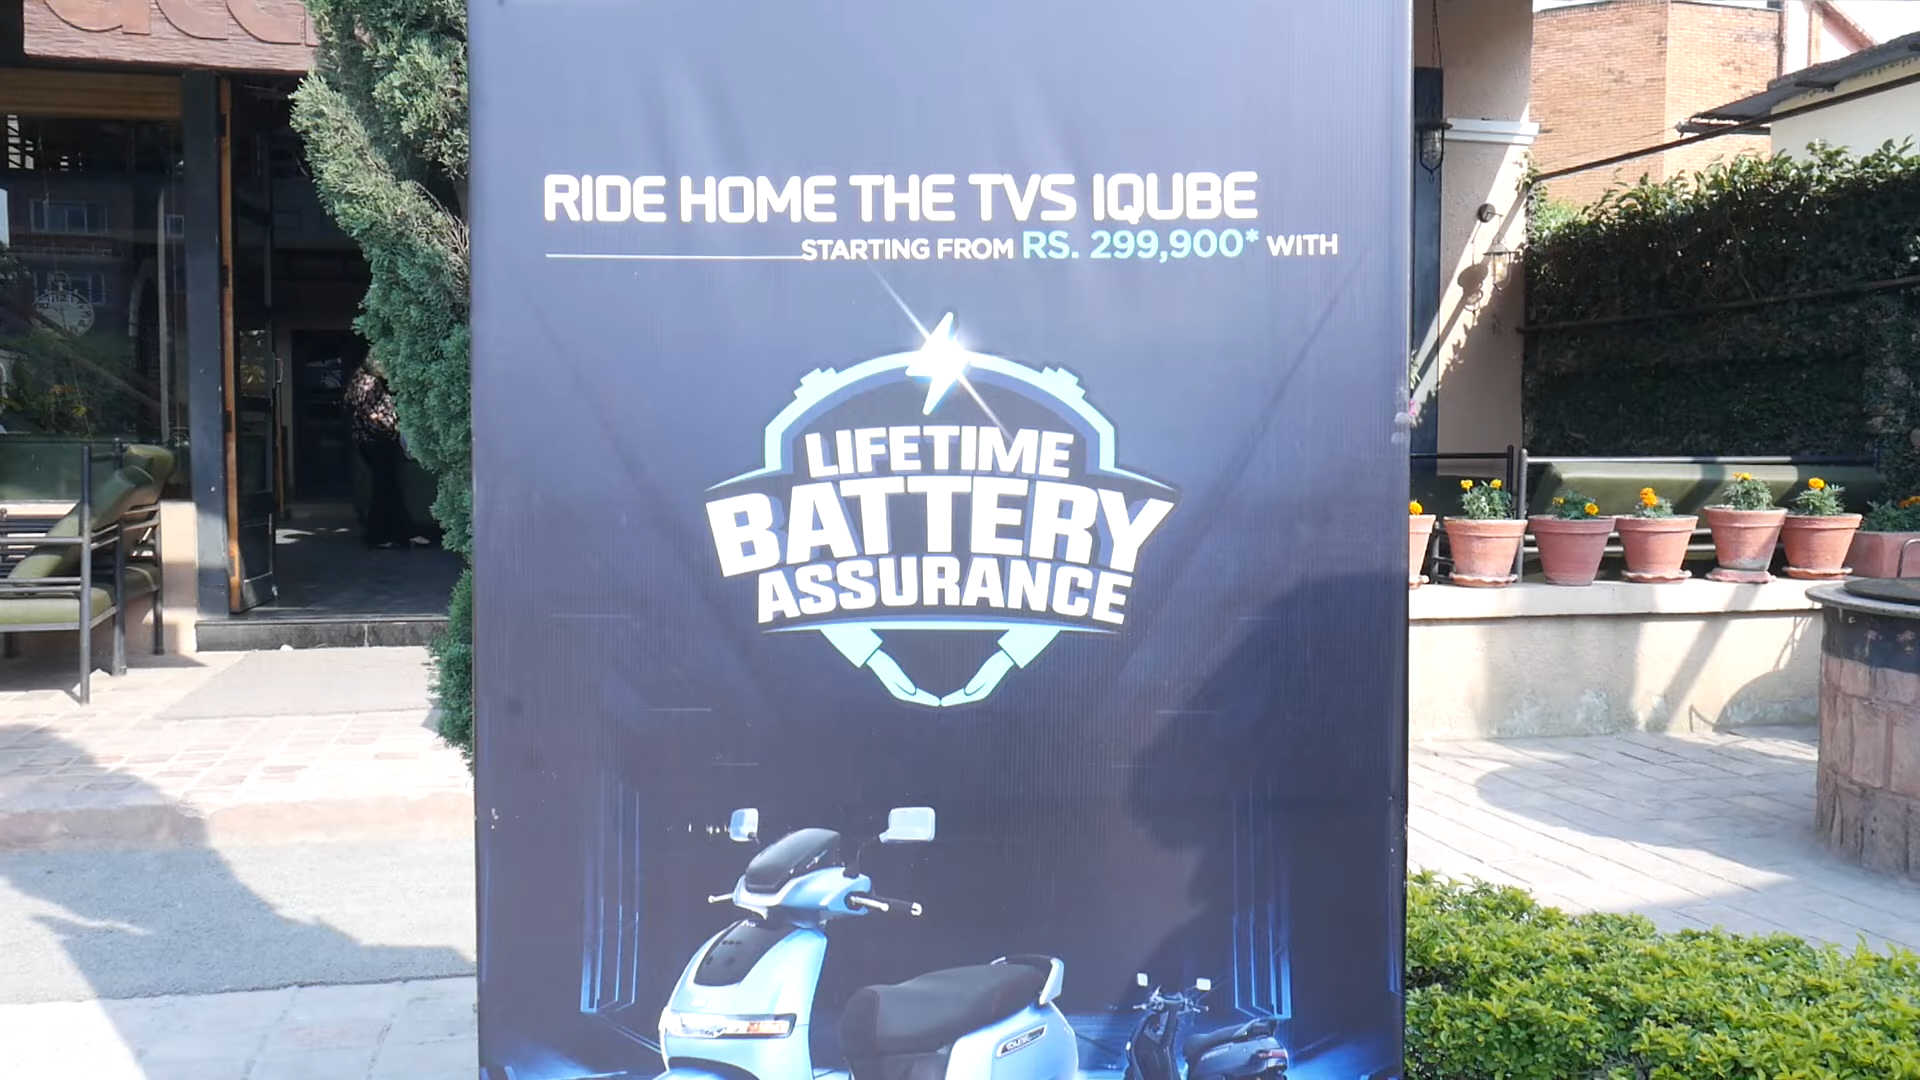 RIDE HOME THE TVS IQUBE
STARTING FROM RS. 299,900* WITH
LIFETIME
BATTERY
ASSURANCE